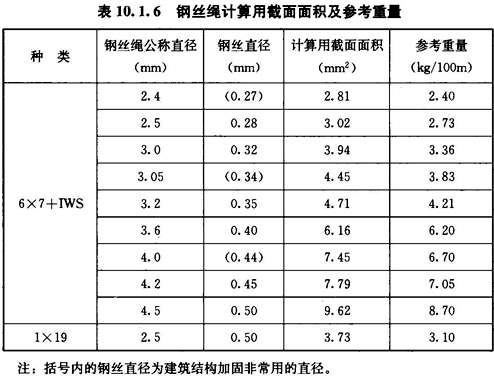 表 10.1.6 钢丝绳计算用截面面积及参考重量
种 类 钢丝绳公称直径（mm） 钢丝直径（mm） 计算用截面面积（mm²） 参考重量（kg/100m）
6×7+IWS 2.4 (0.27) 2.81 2.40
2.5 0.28 3.02 2.73
3.0 0.32 3.94 3.36
3.05 (0.34) 4.45 3.83
3.2 0.35 4.71 4.21
3.6 0.40 6.16 6.20
4.0 (0.44) 7.45 6.70
4.2 0.45 7.79 7.05
4.5 0.50 9.62 8.70
1×19 2.5 0.50 3.73 3.10
注：括号内的钢丝直径为建筑结构加固非常用的直径。